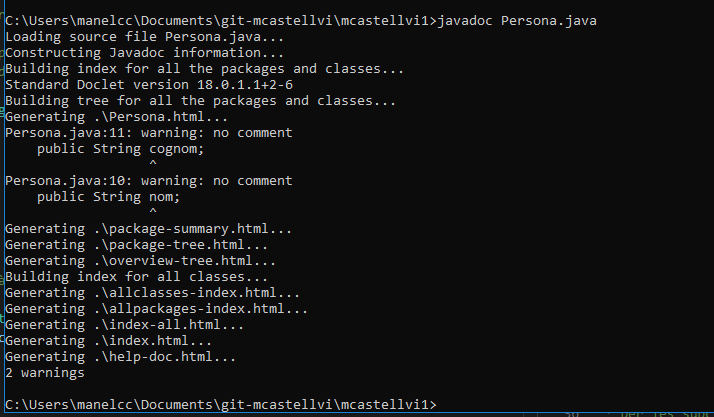 C:\Users\manelcc\Documents\git-mcastellvi\mcastellvi1>javadoc Persona.java
Loading source file Persona.java...
Constructing Javadoc information...
Building index for all the packages and classes...
Standard Doclet version 18.0.1.1+2-6
Building tree for all the packages and classes...
Generating .\Persona.html...
Persona.java:11: warning: no comment
    public String cognom;
                  ^
Persona.java:10: warning: no comment
    public String nom;
                  ^
Generating .\package-summary.html...
Generating .\package-tree.html...
Generating .\overview-tree.html...
Building index for all classes...
Generating .\allclasses-index.html...
Generating .\allpackages-index.html...
Generating .\index-all.html...
Generating .\index.html...
Generating .\help-doc.html...
2 warnings
C:\Users\manelcc\Documents\git-mcastellvi\mcastellvi1>